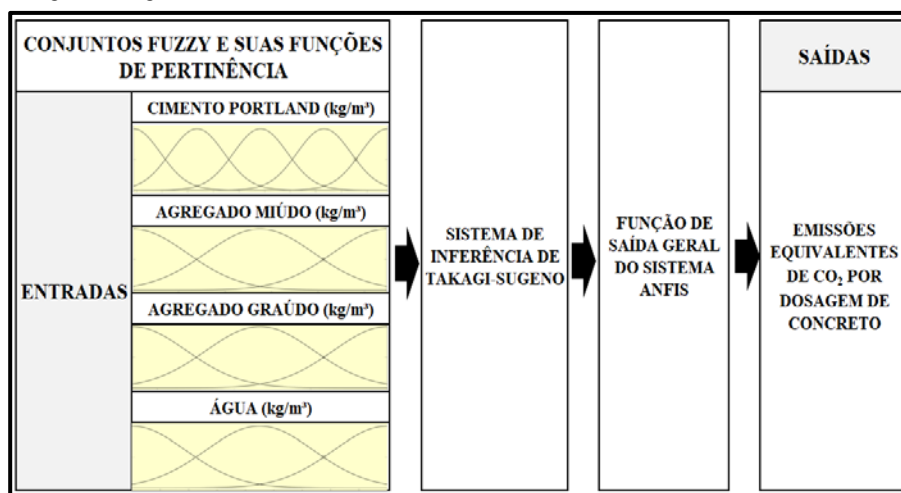 CONJUNTOS FUZZY E SUAS FUNÇÕES
DE PERTINÊNCIA
ENTRADAS
CIMENTO PORTLAND (kg/m³)
AGREGADO MIÚDO (kg/m³)
AGREGADO GRAÚDO (kg/m³)
ÁGUA (kg/m³)
SISTEMA DE
INFERÊNCIA DE
TAKAGI-SUGENO
FUNÇÃO DE
SAÍDA GERAL
DO SISTEMA
ANFIS
SAÍDAS
EMISSÕES
EQUIVALENTES
DE CO₂ POR
DOSAGEM DE
CONCRETO